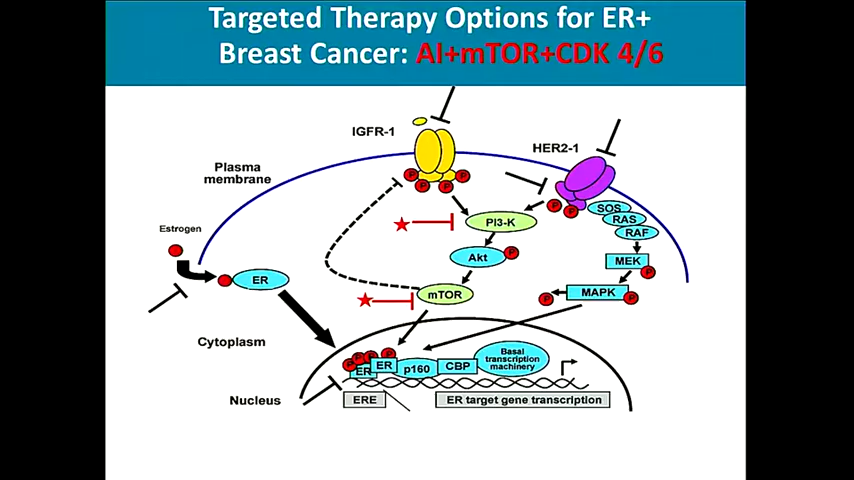 Targeted Therapy Options for ER+
Breast Cancer: AI+mTOR+CDK 4/6
IGFR-1
HER2-1
Plasma
membrane
P
P
P
P
P
P
SOS
RAS
RAF
PI3-K
Estrogen
Akt
P
MEK
P
ER
mTOR
P
MAPK
P
Cytoplasm
P
P
P
P
ER
ER
p160
CBP
Basal
transcription
machinery
Nucleus
ERE
ER target gene transcription